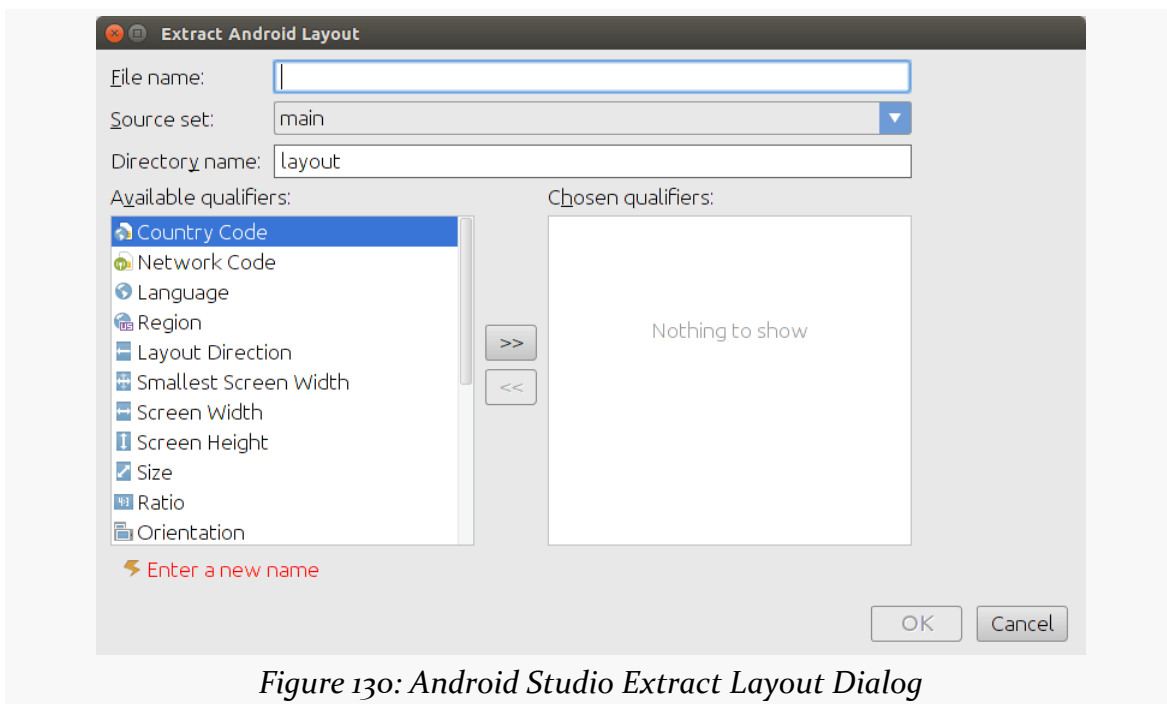 Extract Android Layout
File name:
Source set: main
Directory name: layout
Available qualifiers: Chosen qualifiers:
Country Code
Network Code
Language
Region
Layout Direction
Smallest Screen Width
Screen Width
Screen Height
Size
Ratio
Orientation
>>
<<
Nothing to show
Enter a new name
OK Cancel
Figure 130: Android Studio Extract Layout Dialog